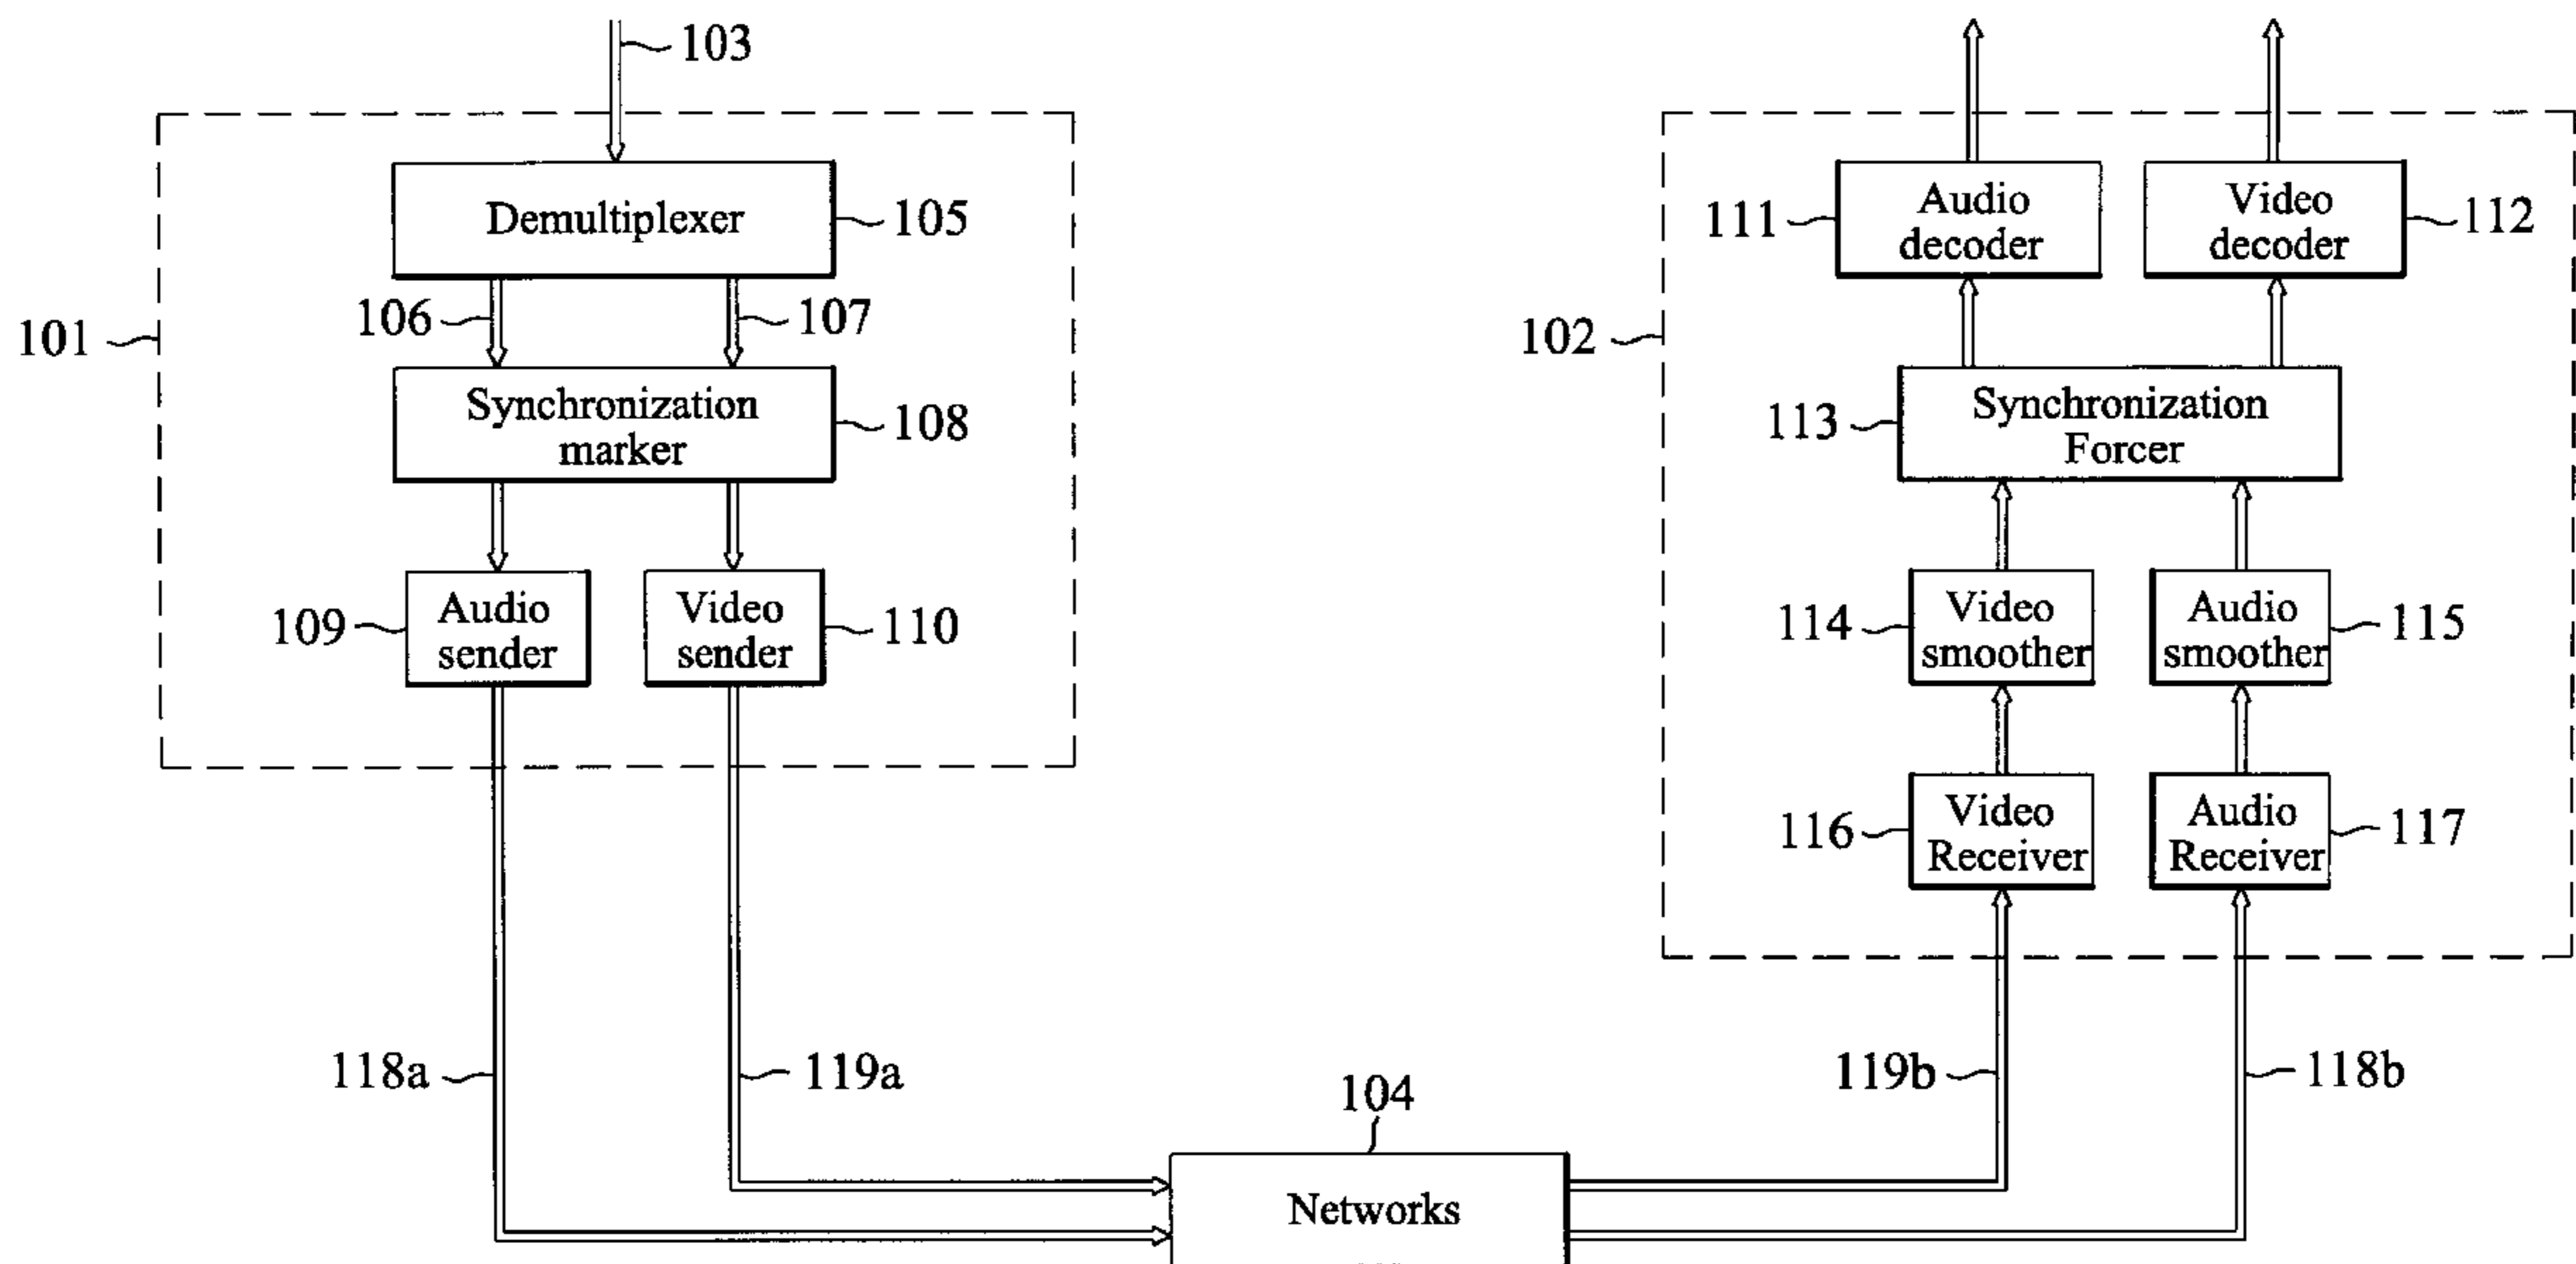 103
Demultiplexer
105
106
107
101
Synchronization
marker
108
Audio
sender
109
Video
sender
110
118a
119a
104
Networks
Audio
decoder
111
Video
decoder
112
102
Synchronization
Forcer
113
Video
smoother
114
Audio
smoother
115
Video
Receiver
116
Audio
Receiver
117
119b
118b